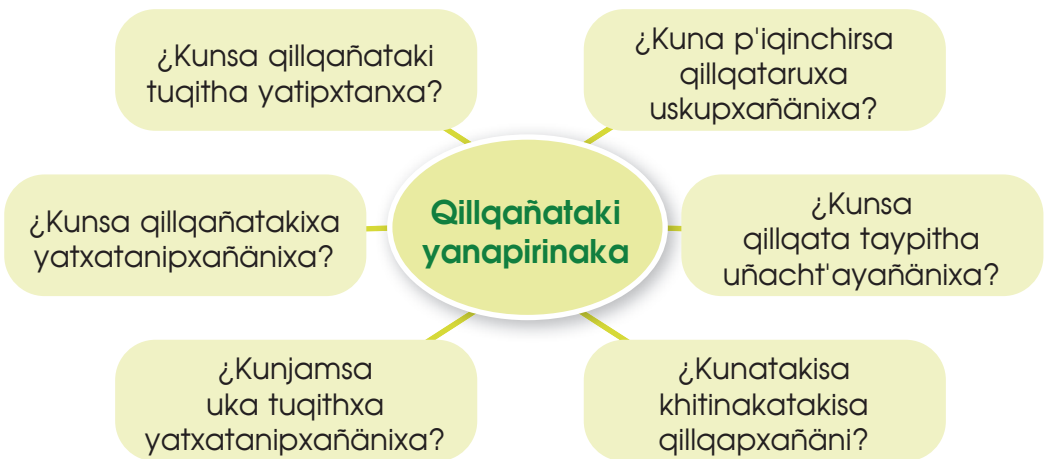 ¿Kunsa qillqañataki
tuqitha yatipxtanxa?
¿Kuna p'iqinchirsa
qillqataruxa
uskupxañänixa?
¿Kunsa qillqañatakixa
yatxatanipxañänixa?
Qillqañataki
yanapirinaka
¿Kunsa
qillqata taypitha
uñacht'ayañänixa?
¿Kunjamsa
uka tuqithxa
yatxatanipxañänixa?
¿Kunatakisa
khitinakatakisa
qillqapxañäni?